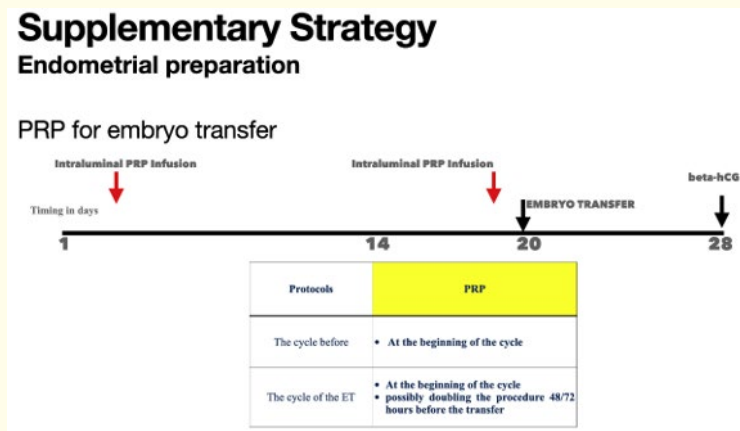 Supplementary Strategy
Endometrial preparation
PRP for embryo transfer
Intraluminal PRP Infusion
Intraluminal PRP Infusion
beta-hCG
Timing in days
EMBRYO TRANSFER
1
14
20
28
Protocols
PRP
The cycle before
• At the beginning of the cycle
The cycle of the ET
• At the beginning of the cycle
• possibly doubling the procedure 48/72
hours before the transfer